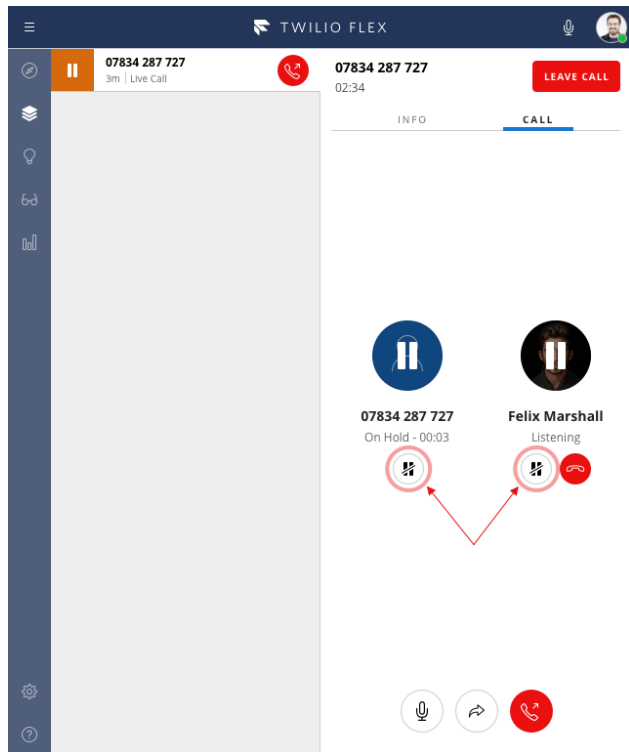 TWILIO FLEX
07834 287 727
3m | Live Call
07834 287 727
02:34
LEAVE CALL
INFO
CALL
07834 287 727
Felix Marshall
On Hold - 00:03
Listening